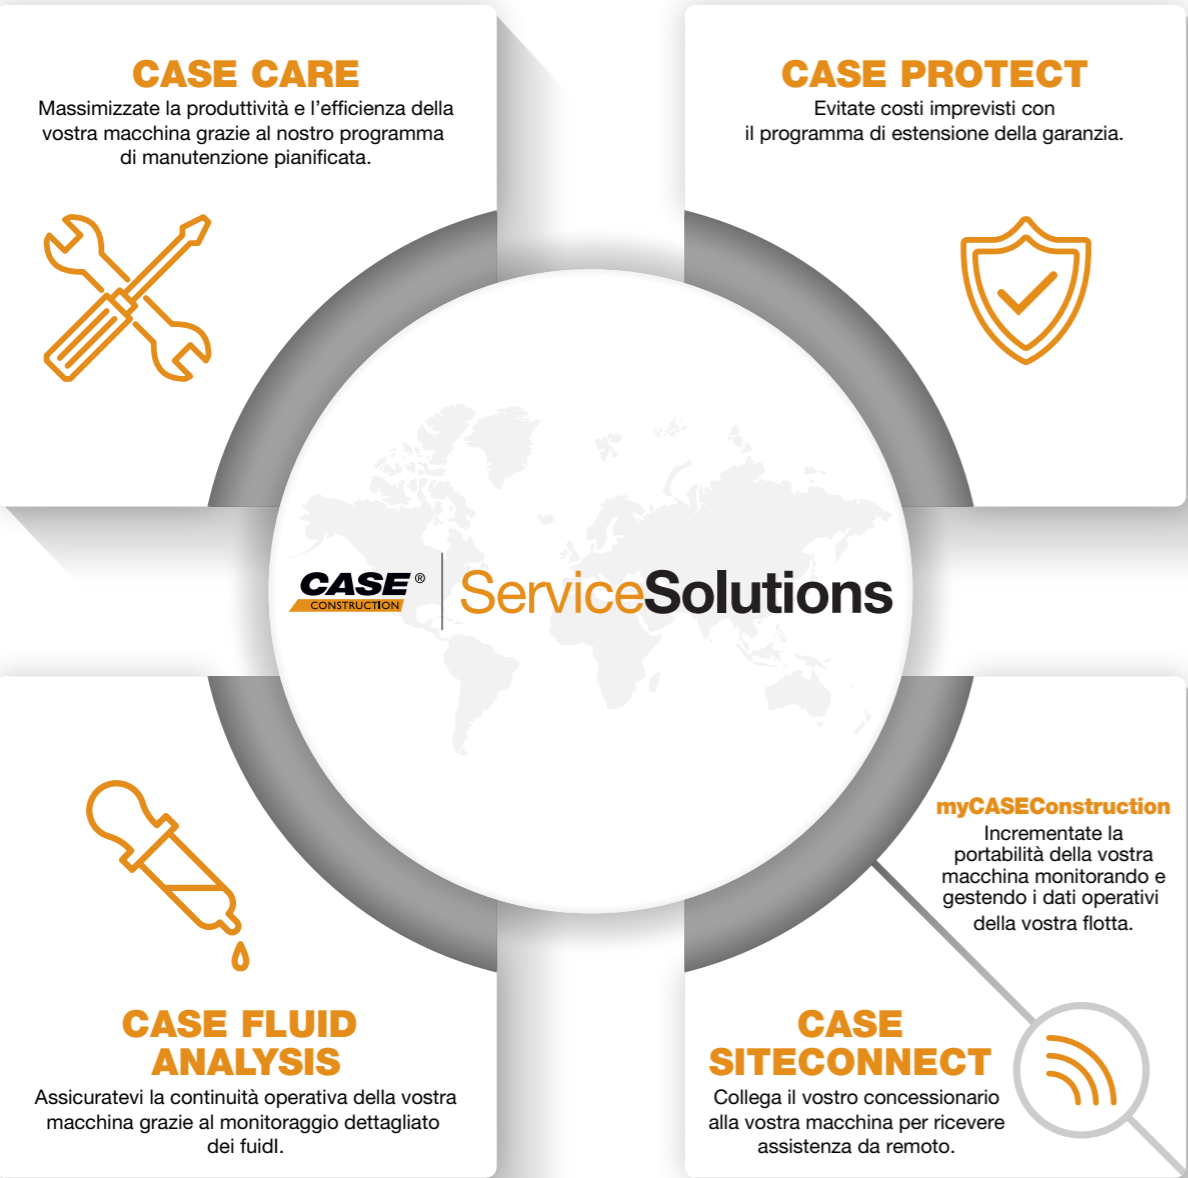 CASE CARE
Massimizzate la produttività e l'efficienza della
vostra macchina grazie al nostro programma
di manutenzione pianificata.
CASE PROTECT
Evitate costi imprevisti con
il programma di estensione della garanzia.
CASE®
CONSTRUCTION
ServiceSolutions
CASE FLUID
ANALYSIS
Assicuratevi la continuità operativa della vostra
macchina grazie al monitoraggio dettagliato
dei fuidI.
myCASEConstruction
Incrementate la
portabilità della vostra
macchina monitorando e
gestendo i dati operativi
della vostra flotta.
CASE
SITECONNECT
Collega il vostro concessionario
alla vostra macchina per ricevere
assistenza da remoto.